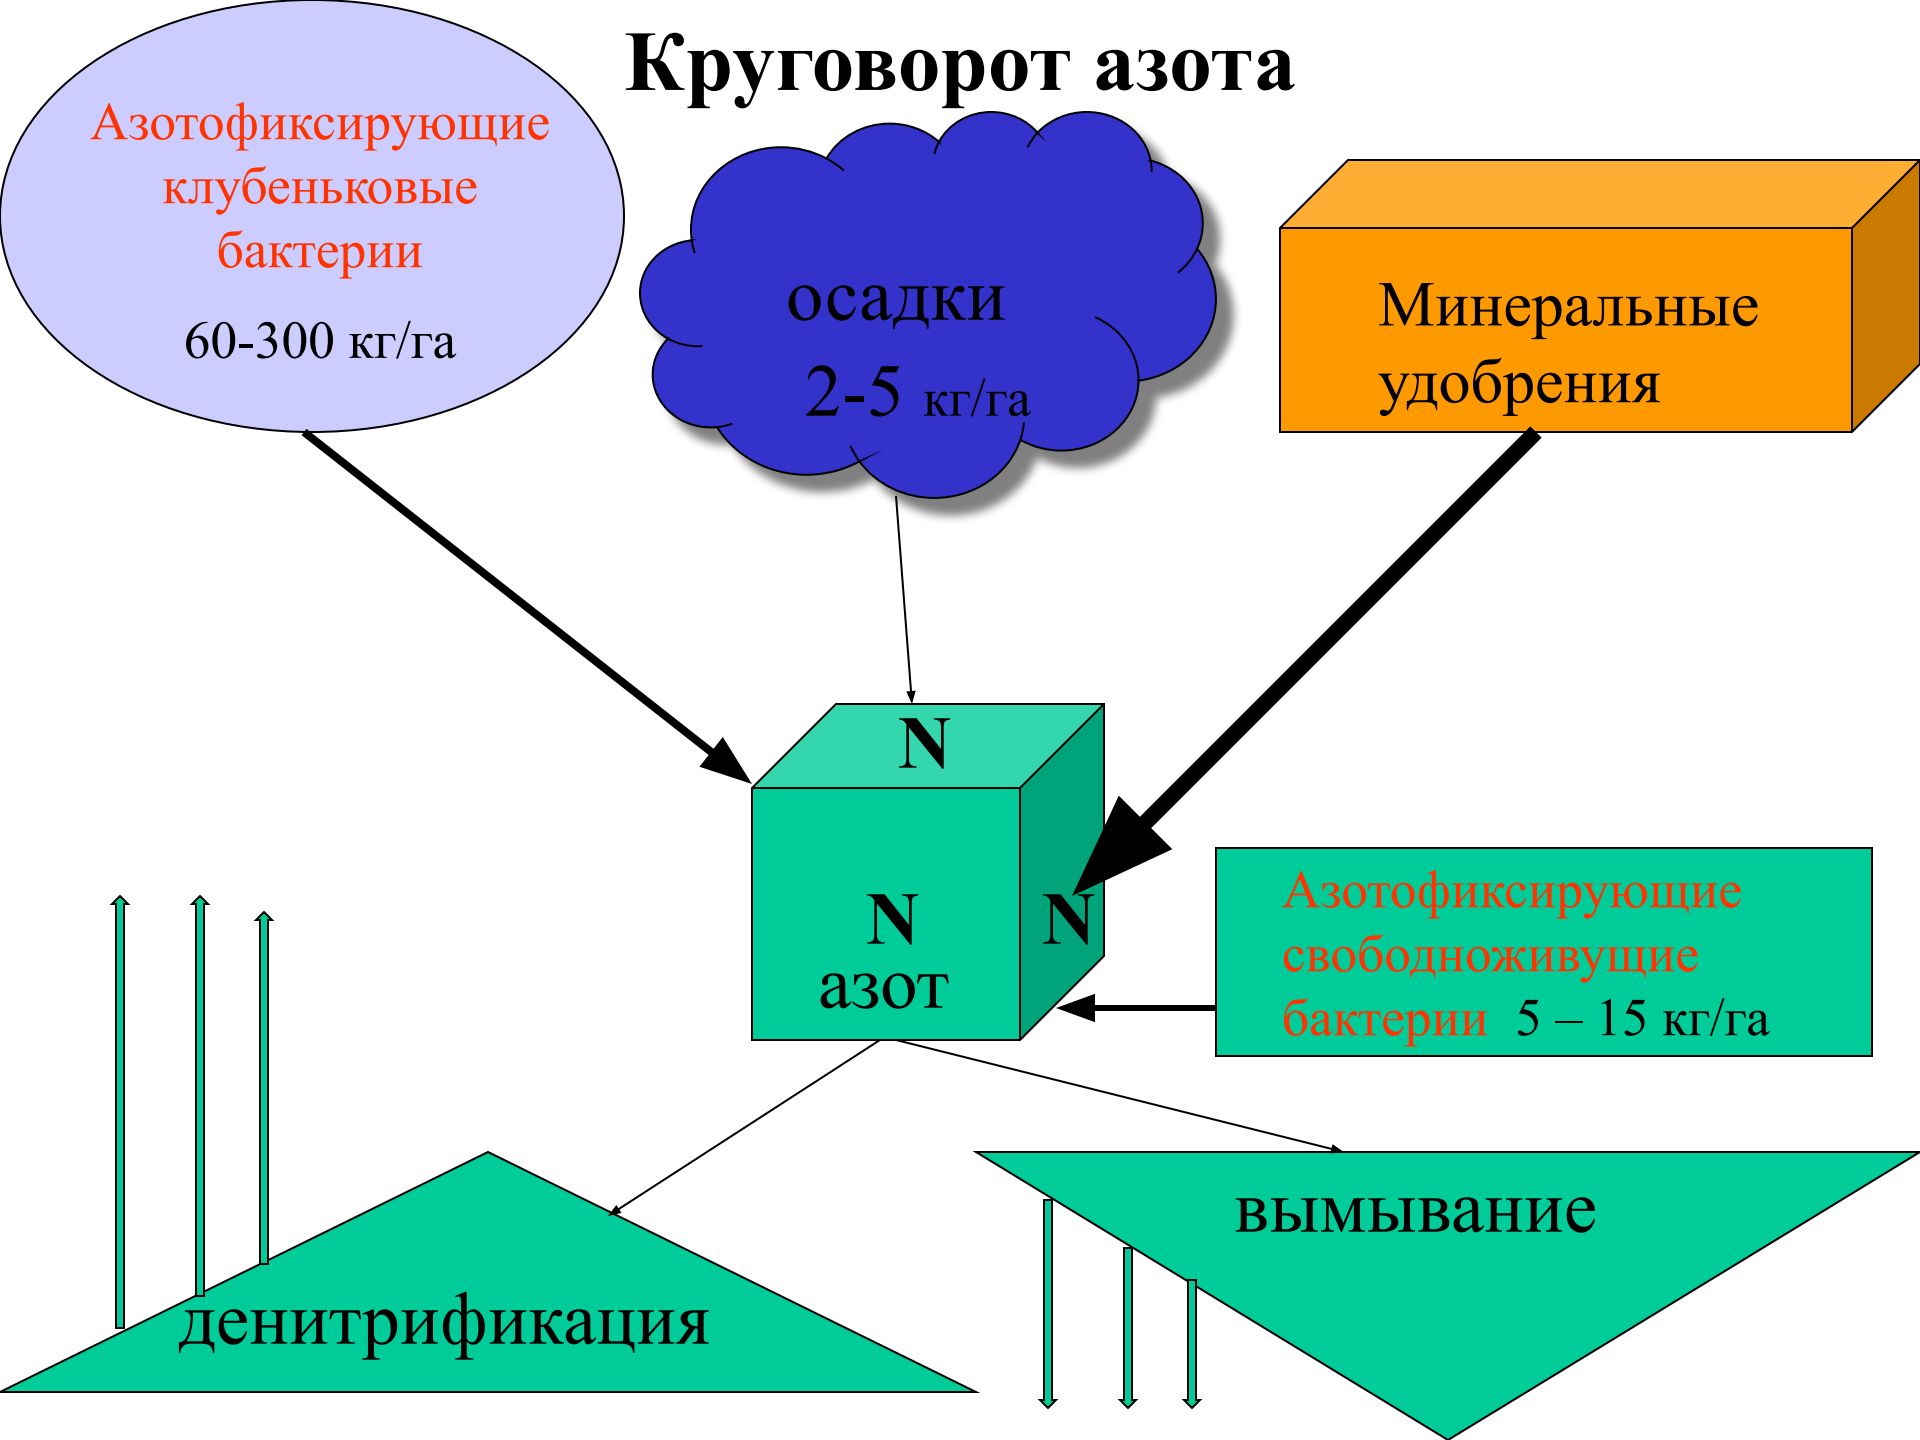 Круговорот азота
Азотофиксирующие
клубеньковые
бактерии
60-300 кг/га
осадки
2-5 кг/га
Минеральные
удобрения
N
N
N
азот
Азотофиксирующие
свободноживущие
бактерии 5 – 15 кг/га
вымывание
денитрификация